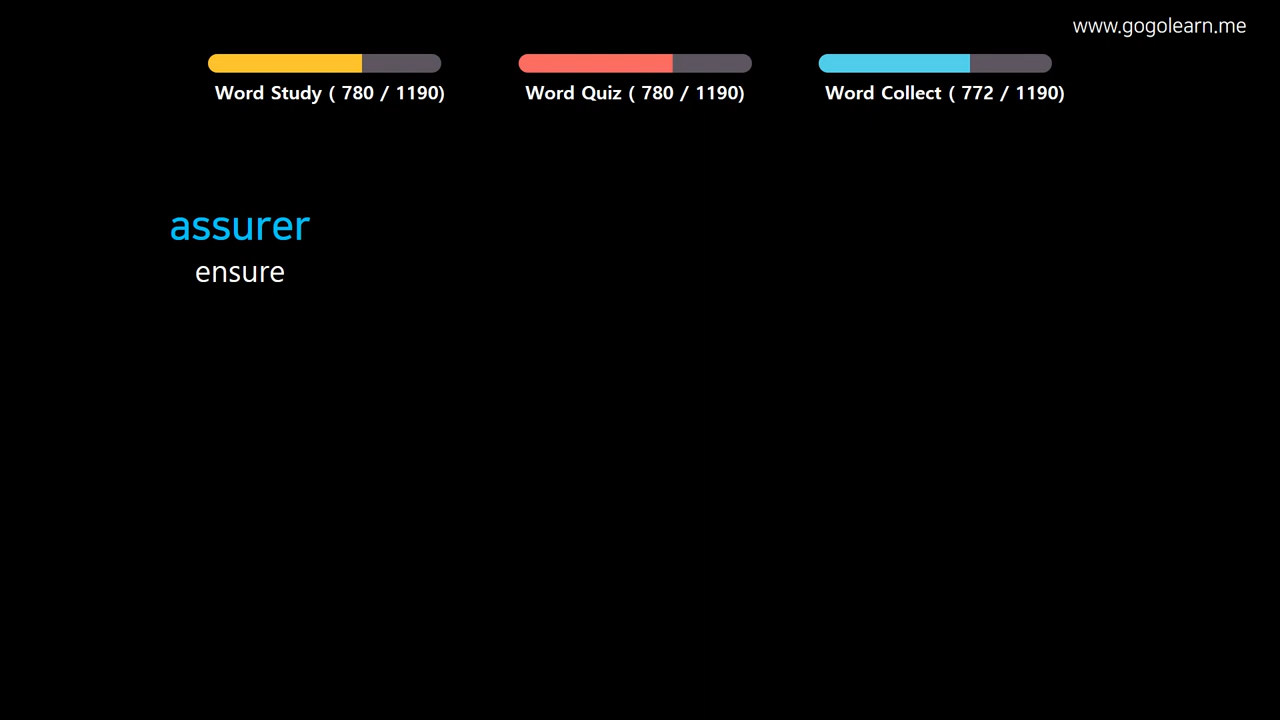 www.gogolearn.me
Word Study ( 780 / 1190)
Word Quiz ( 780 / 1190)
Word Collect ( 772 / 1190)
assurer
ensure